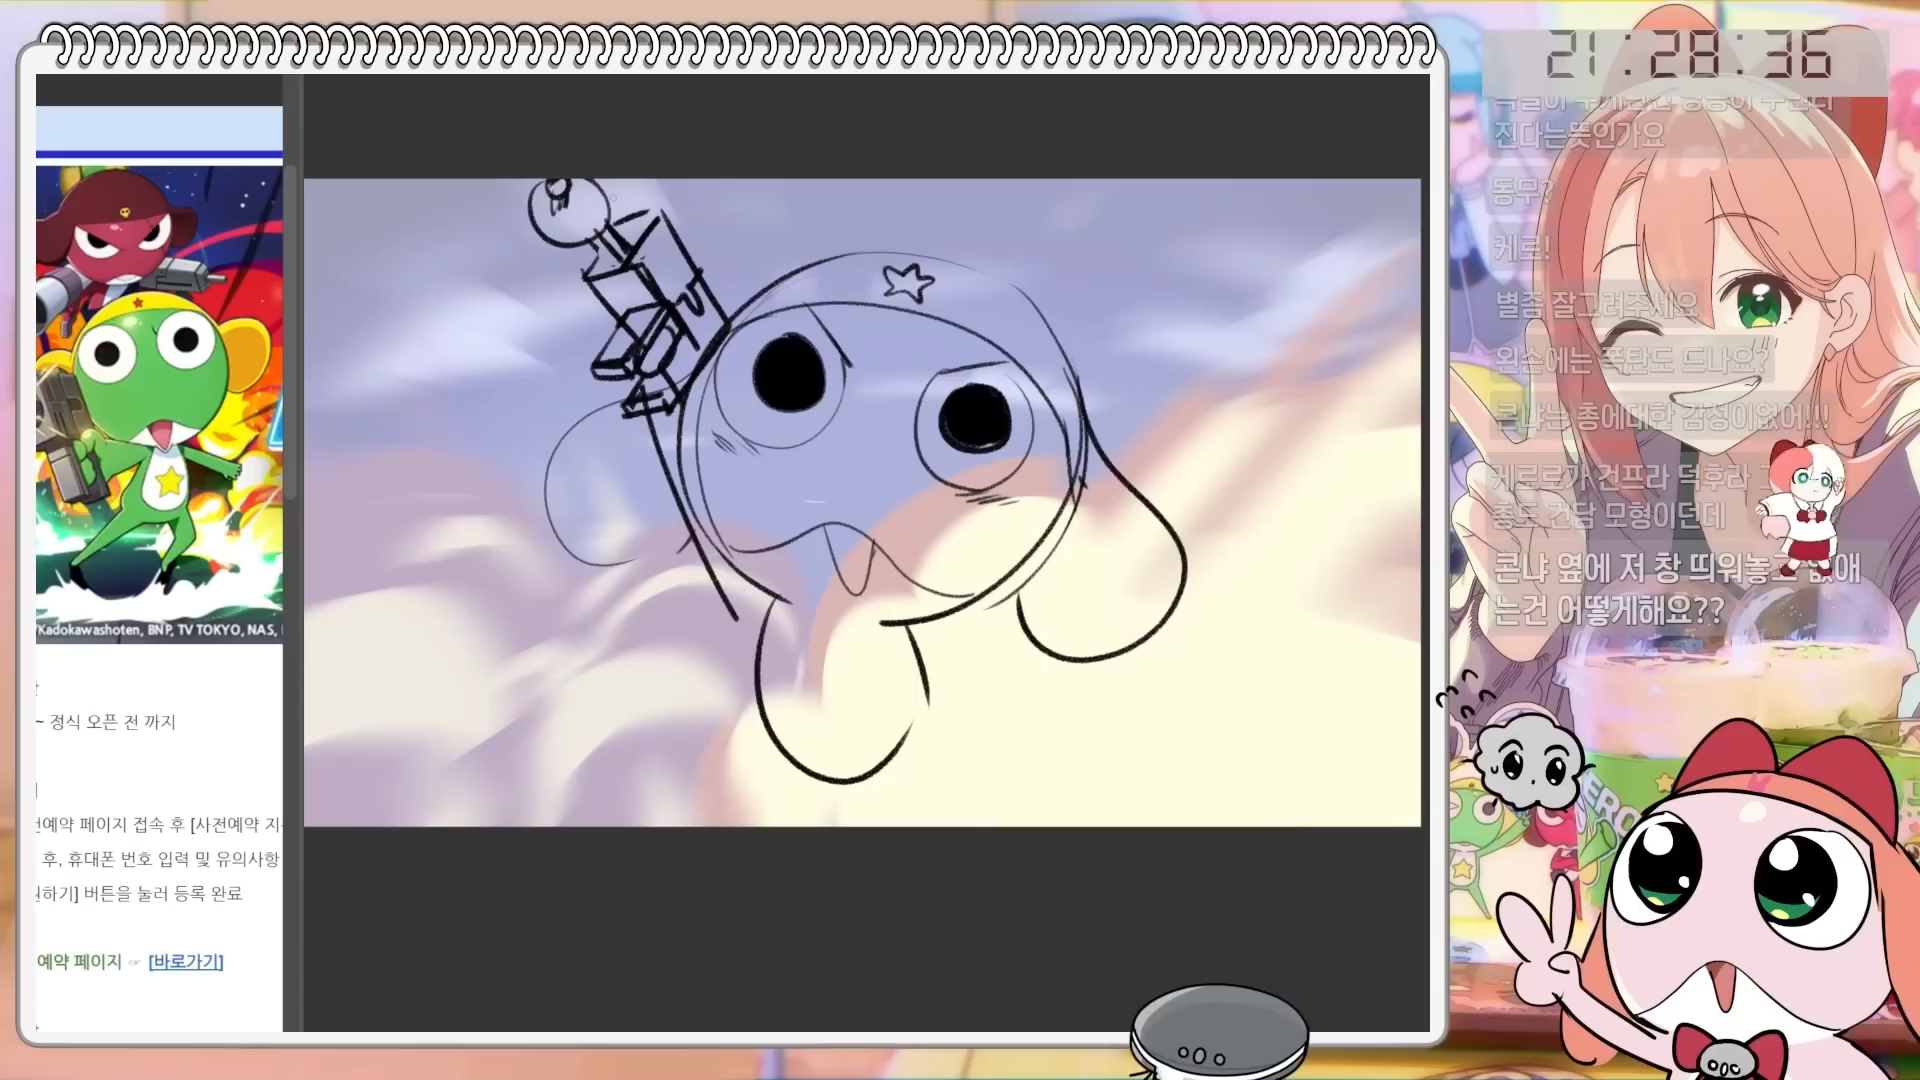 21:28:36
진다는뜻인가요
동무?
케로!
별좀 잘그려주세요
왼손에는 폭탄도 드나요?
콘냐는 총에대한 감성이없어!!!
케로로가 건프라 덕후라
총도 건담 모형이던데
콘냐 옆에 저 창 띄워놓고 없애
는건 어떻게해요??
Kadokawashoten, BNP, TV TOKYO, NAS,
~ 정식 오픈 전 까지
예약 페이지 접속 후 [사전예약 지
후, 휴대폰 번호 입력 및 유의사항
하기] 버튼을 눌러 등록 완료
예약 페이지 ☞ [바로가기]